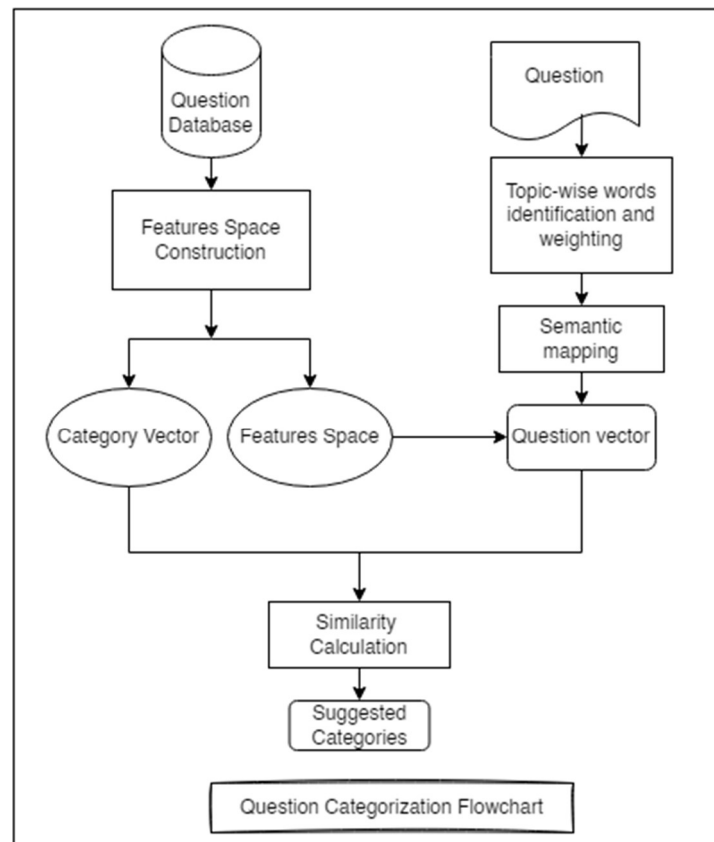 Question
Database
Question
Features Space
Construction
Topic-wise words
identification and
weighting
Semantic
mapping
Category Vector
Features Space
Question vector
Similarity
Calculation
Suggested
Categories
Question Categorization Flowchart